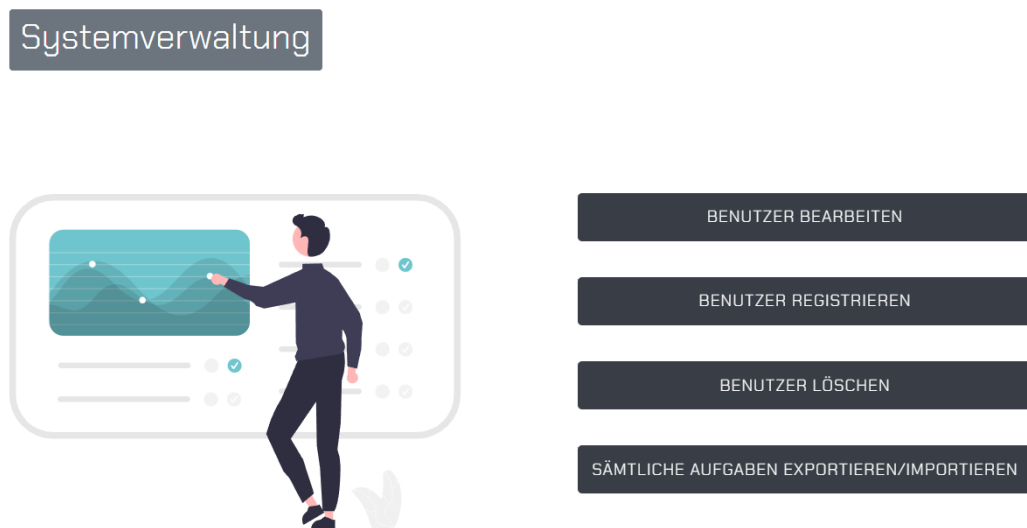 Systemverwaltung
BENUTZER BEARBEITEN
BENUTZER REGISTRIEREN
BENUTZER LÖSCHEN
SÄMTLICHE AUFGABEN EXPORTIEREN/IMPORTIEREN